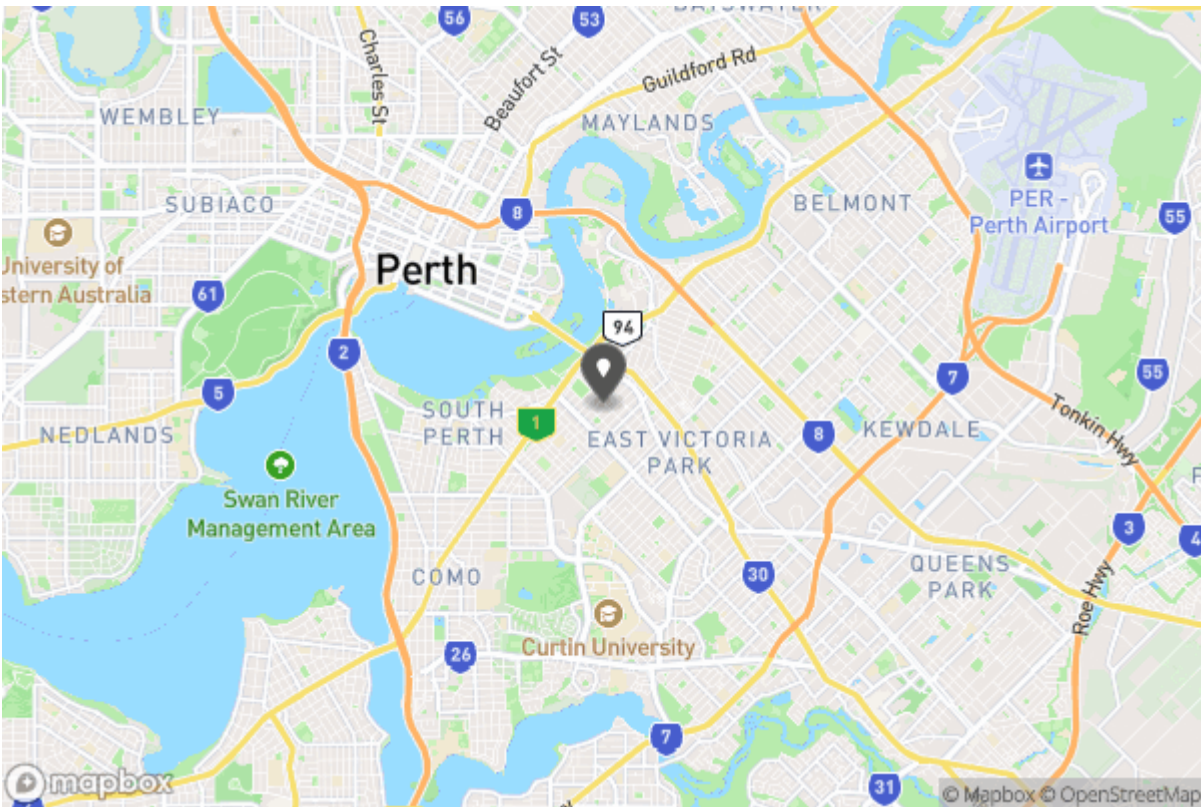 BAYSWATER
56
53
Charles St
Beaufort St
Guildford Rd
WEMBLEY
MAYLANDS
PER -
Perth Airport
SUBIACO
8
BELMONT
55
University of
stern Australia
Perth
61
94
2
5
7
55
Tonkin Hwy
SOUTH
PERTH
1
EAST VICTORIA
PARK
8
KEWDALE
NEDLANDS
Swan River
Management Area
3
4
COMO
30
QUEENS
PARK
Roe Hwy
Curtin University
26
7
31
mapbox
© Mapbox © OpenStreetMap